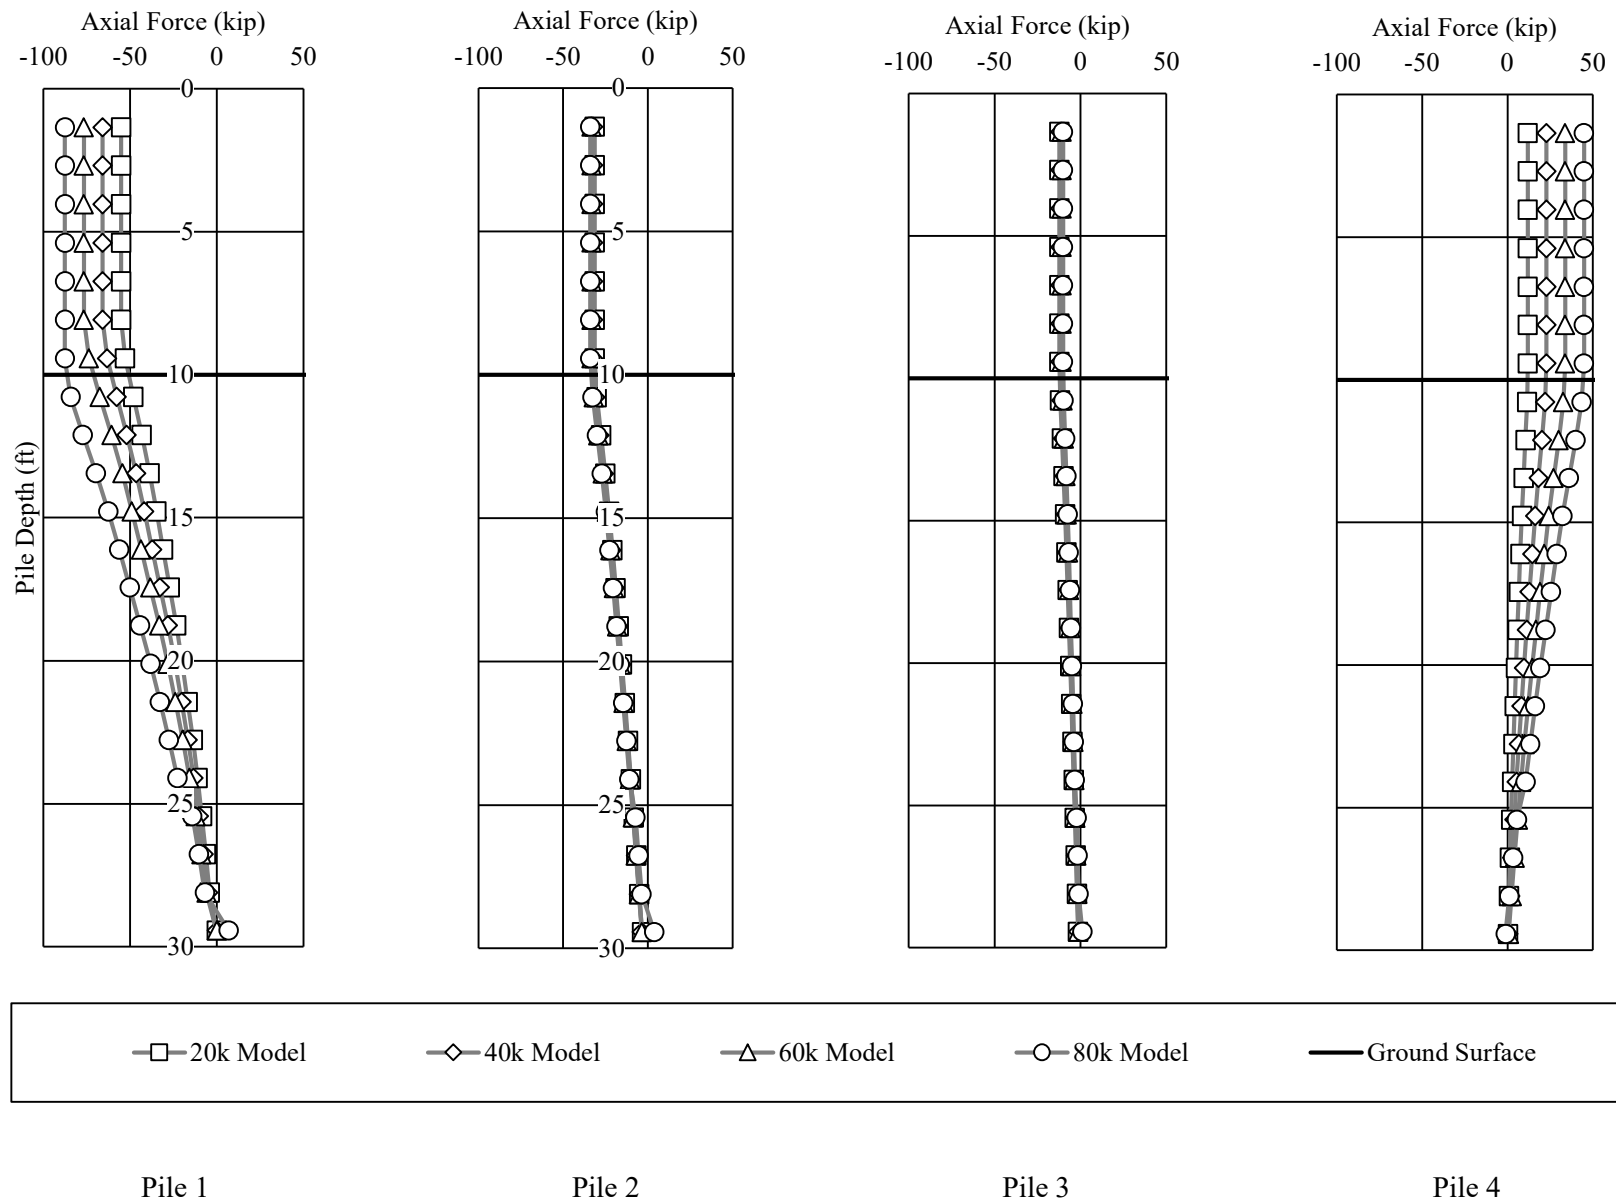 Axial Force (kip)
-100 -50 0 50
0
5
10
15
20
25
30
Pile Depth (ft)
Axial Force (kip)
-100 -50 0 50
0
5
10
15
20
25
30
Axial Force (kip)
-100 -50 0 50
Axial Force (kip)
-100 -50 0 50
20k Model 40k Model 60k Model 80k Model Ground Surface
Pile 1 Pile 2 Pile 3 Pile 4